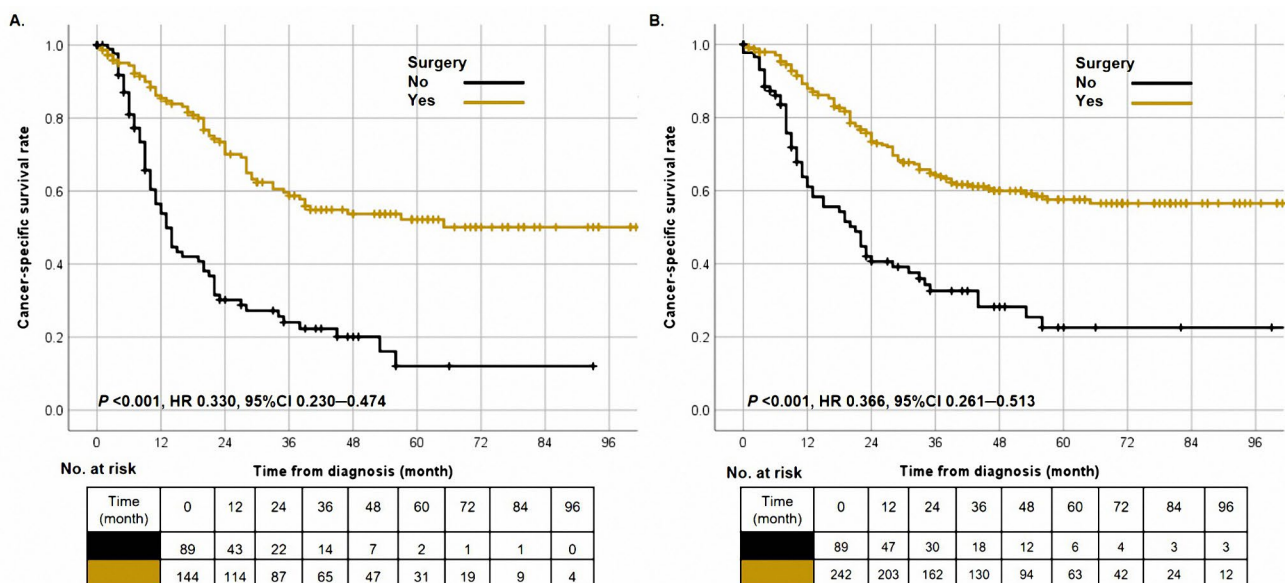 A.
Cancer-specific survival rate
1.0
0.8
0.6
0.4
0.2
0.0
Surgery
No
Yes
P <0.001, HR 0.330, 95%CI 0.230—0.474
0 12 24 36 48 60 72 84 96
No. at risk
Time from diagnosis (month)
Time (month) 0 12 24 36 48 60 72 84 96
89 43 22 14 7 2 1 1 0
144 114 87 65 47 31 19 9 4
B.
Cancer-specific survival rate
1.0
0.8
0.6
0.4
0.2
0.0
Surgery
No
Yes
P <0.001, HR 0.366, 95%CI 0.261—0.513
0 12 24 36 48 60 72 84 96
No. at risk
Time from diagnosis (month)
Time (month) 0 12 24 36 48 60 72 84 96
89 47 30 18 12 6 4 3 3
242 203 162 130 94 63 42 24 12